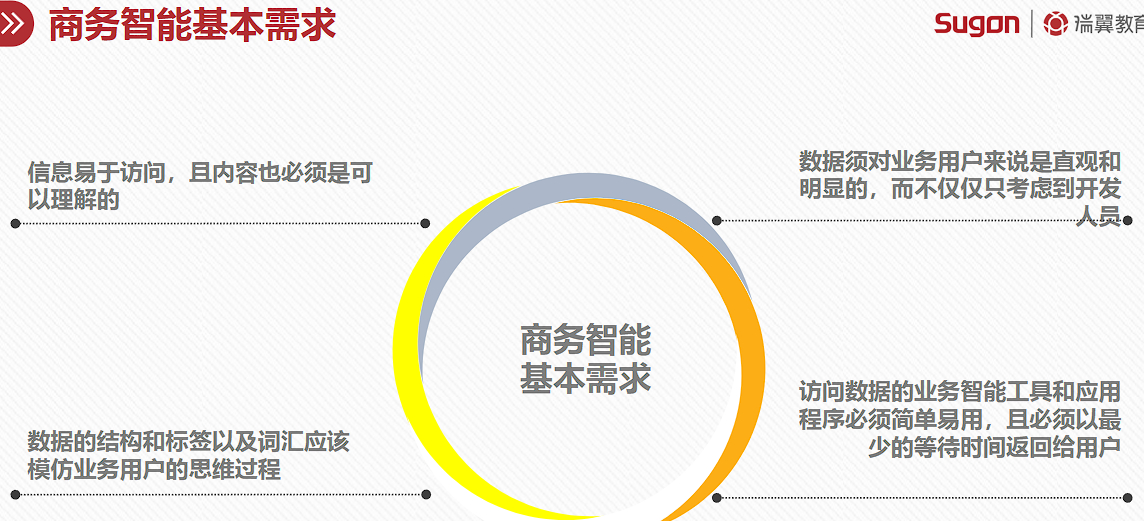 商务智能基本需求
Sugon | 瑞翼教育
信息易于访问，且内容也必须是可
以理解的
数据须对业务用户来说是直观和
明显的，而不仅仅只考虑到开发
人员
商务智能
基本需求
数据的结构和标签以及词汇应该
模仿业务用户的思维过程
访问数据的业务智能工具和应用
程序必须简单易用，且必须以最
少的等待时间返回给用户